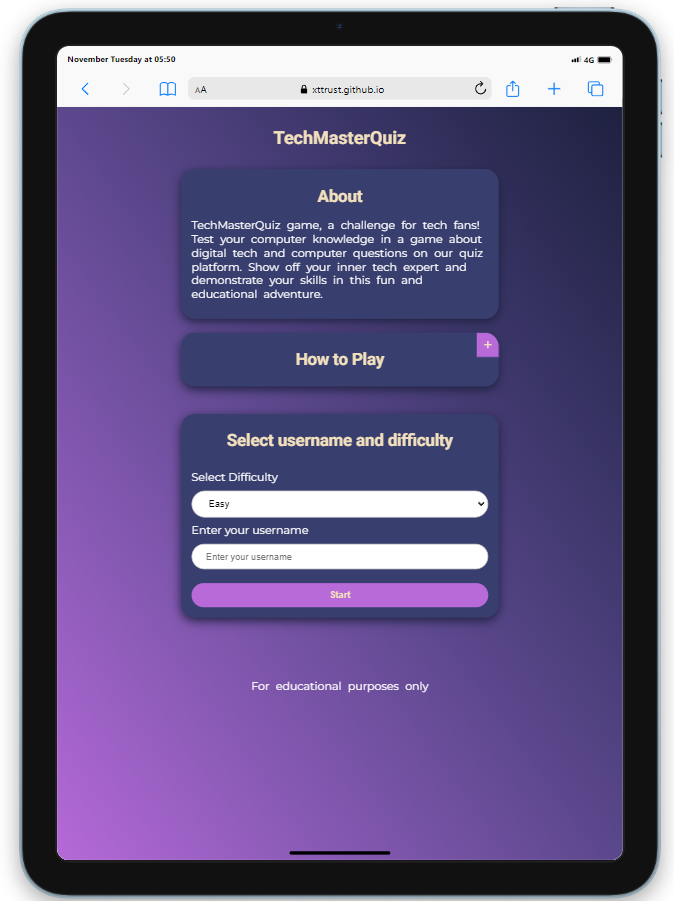 November Tuesday at 05:50
4G
AA
xttrust.github.io
TechMasterQuiz
About
TechMasterQuiz game, a challenge for tech fans!
Test your computer knowledge in a game about
digital tech and computer questions on our quiz
platform. Show off your inner tech expert and
demonstrate your skills in this fun and
educational adventure.
+
How to Play
Select username and difficulty
Select Difficulty
Easy
Enter your username
Enter your username
Start
For educational purposes only